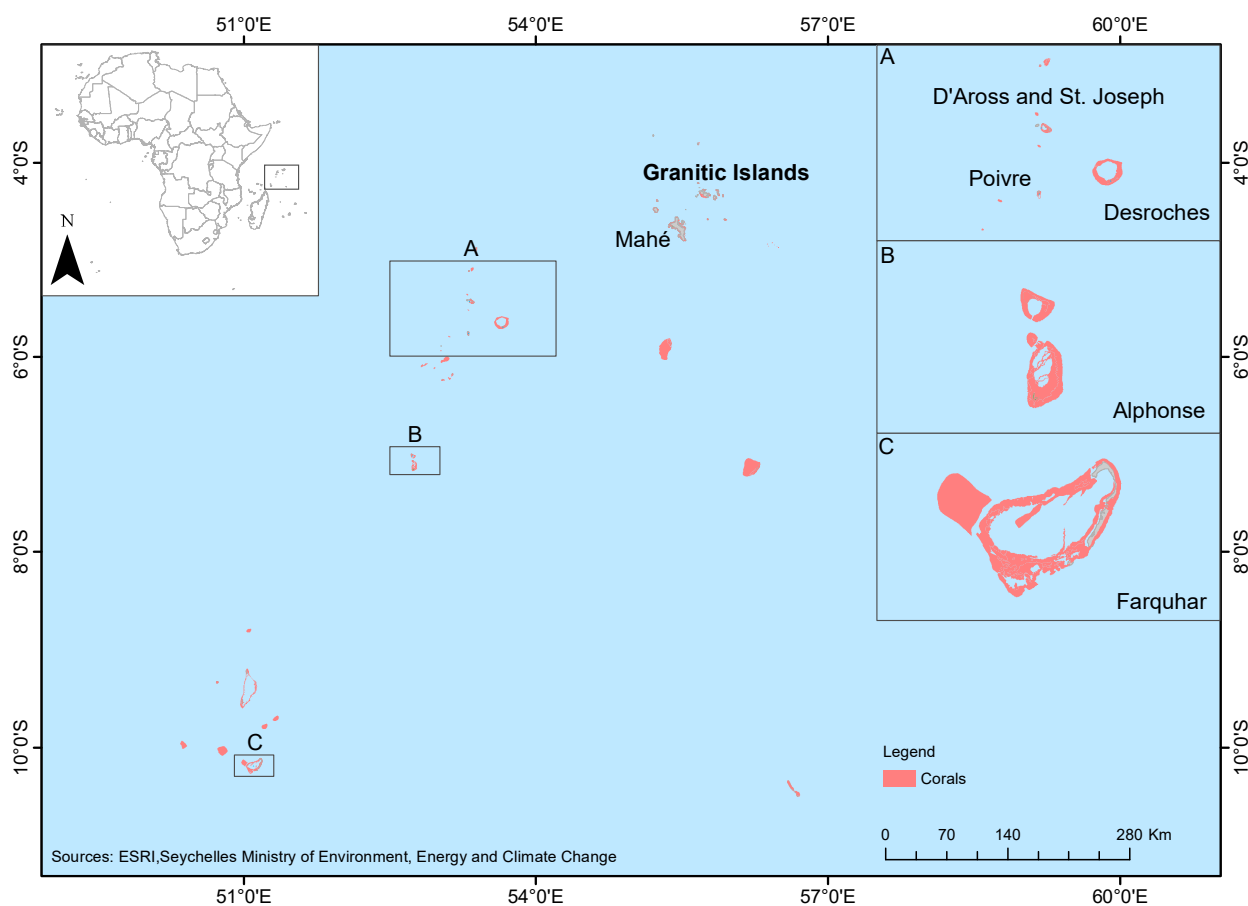 51°0'E 54°0'E 57°0'E 60°0'E
A
D'Aross and St. Joseph
4°0'S
4°0'S
Granitic Islands
Poivre
Desroches
N
Mahé
A
B
6°0'S
6°0'S
Alphonse
B
C
8°0'S
8°0'S
Farquhar
C
10°0'S
10°0'S
Legend
Corals
0 70 140 280 Km
Sources: ESRI,Seychelles Ministry of Environment, Energy and Climate Change
51°0'E 54°0'E 57°0'E 60°0'E